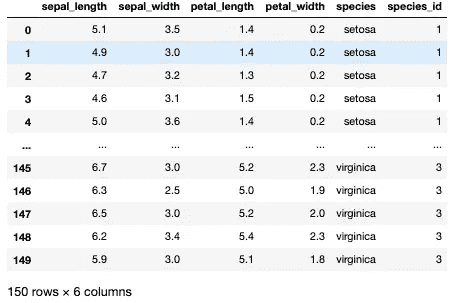 sepal_length sepal_width petal_length petal_width species species_id
0 5.1 3.5 1.4 0.2 setosa 1
1 4.9 3.0 1.4 0.2 setosa 1
2 4.7 3.2 1.3 0.2 setosa 1
3 4.6 3.1 1.5 0.2 setosa 1
4 5.0 3.6 1.4 0.2 setosa 1
... ... ... ... ... ... ...
145 6.7 3.0 5.2 2.3 virginica 3
146 6.3 2.5 5.0 1.9 virginica 3
147 6.5 3.0 5.2 2.0 virginica 3
148 6.2 3.4 5.4 2.3 virginica 3
149 5.9 3.0 5.1 1.8 virginica 3
150 rows × 6 columns